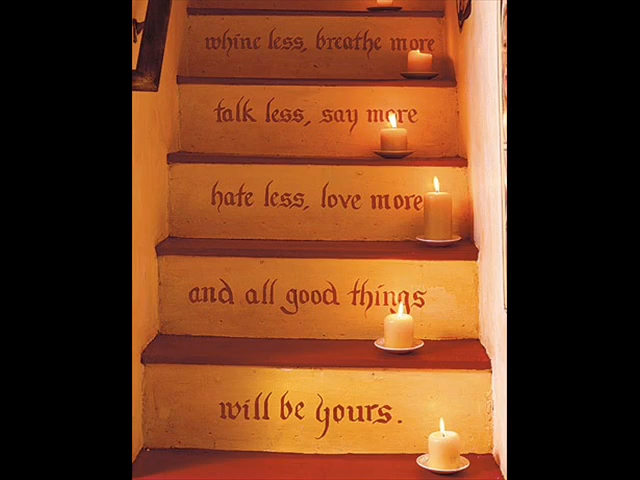 whine less, breathe more
talk less, say more
hate less, love more
and all good things
will be yours.